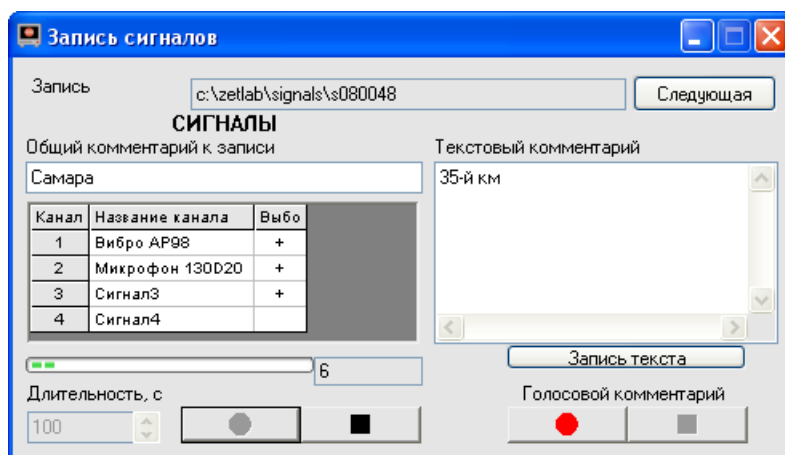 Запись сигналов
Запись
c:\zetlab\signals\s080048
Следующая
СИГНАЛЫ
Общий комментарий к записи
Текстовый комментарий
Самара
35-й км
Канал Название канала Выбо
1 Вибро AP98 +
2 Микрофон 130D20 +
3 Сигнал3 +
4 Сигнал4
6
Запись текста
Длительность, с
Голосовой комментарий
100